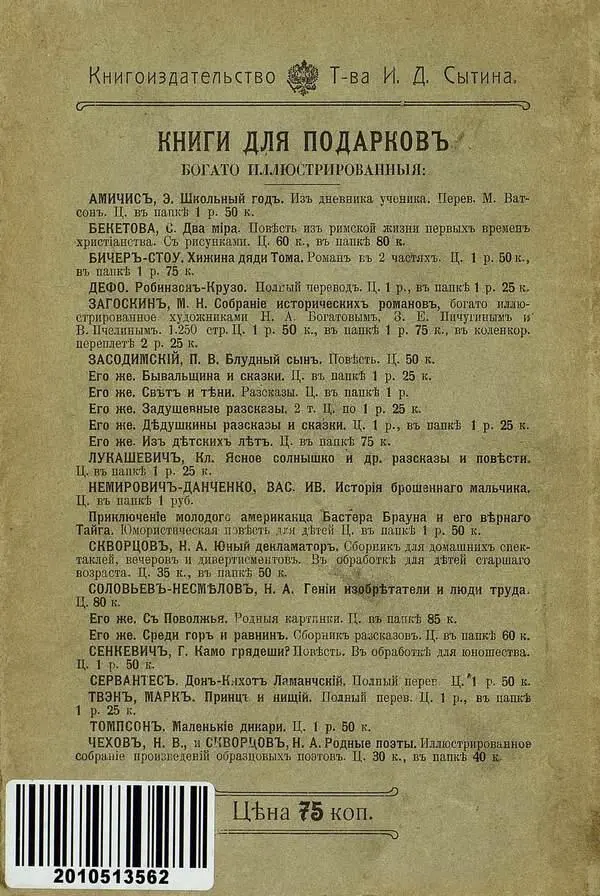 Книгоиздательство Т-ва И. Д. Сытина.
КНИГИ ДЛЯ ПОДАРКОВЪ
БОГАТО ИЛЛЮСТРИРОВАННЫЯ:
АМИЧИСЪ, Э. Школьный годъ. Изъ дневника ученика. Перев. М. Ват-
сонъ. Ц. въ папкѣ 1 р. 50 к.
БЕКЕТОВА, С. Два міра. Повѣсть изъ римской жизни первыхъ временъ
христіанства. Съ рисунками. Ц. 60 к., въ папкѣ 80 к.
БИЧЕРЪ-СТОУ. Хижина дяди Тома. Романъ въ 2 частяхъ. Ц. 1 р. 50 к.,
въ папкѣ 1 р. 75 к.
ДЕФО. Робинзонъ-Крузо. Полный переводъ. Ц. 1 р., въ папкѣ 1 р. 25 к.
ЗАГОСКИНЪ, М. Н. Собраніе историческихъ романовъ, богато иллю-
стрированное художниками Н. А. Богатовымъ, З. Е. Пичугинымъ и
В. Пчелинымъ. 1.250 стр. Ц. 1 р. 50 к., въ папкѣ 1 р. 75 к., въ коленкор.
переплетѣ 2 р. 25 к.
ЗАСОДИМСКІЙ, П. В. Блудный сынъ. Повѣсть. Ц. 50 к.
Его же. Бывальщина и сказки. Ц. въ папкѣ 1 р. 25 к.
Его же. Свѣтъ и тѣни. Разсказы. Ц. въ папкѣ 1 р.
Его же. Задушевные разсказы. 2 т. Ц. по 1 р. 25 к.
Его же. Дѣдушкины разсказы и сказки. Ц. 1 р., въ папкѣ 1 р. 25 к.
Его же. Изъ дѣтскихъ лѣтъ. Ц. въ папкѣ 75 к.
ЛУКАШЕВИЧЪ, Кл. Ясное солнышко и др. разсказы и повѣсти.
Ц. въ папкѣ 1 р. 25 к.
НЕМИРОВИЧЪ-ДАНЧЕНКО, ВАС. ИВ. Исторія брошеннаго мальчика.
Ц. въ папкѣ 1 руб.
Приключеніе молодого американца Бастера Брауна и его вѣрнаго
Тайга. Юмористическая повѣсть для дѣтей Ц. въ папкѣ 1 р. 50 к.
СКВОРЦОВЪ, Н. А. Юный декламаторъ. Сборникъ для домашнихъ спек-
таклей, вечеровъ и дивертисментовъ. Въ обработкѣ для дѣтей старшаго
возраста. Ц. 35 к., въ папкѣ 50 к.
СОЛОВЬЕВЪ-НЕСМѢЛОВЪ, Н. А. Геніи изобрѣтатели и люди труда.
Ц. 80 к.
Его же. Съ Поволжья. Родныя картинки. Ц. въ папкѣ 85 к.
Его же. Среди горъ и равнинъ. Сборникъ разсказовъ. Ц. въ папкѣ 60 к.
СЕНКЕВИЧЪ, Г. Камо грядеши? Повѣсть. Въ обработкѣ для юношества.
Ц. 1 р. 50 к.
СЕРВАНТЕСЪ. Донъ-Кихотъ Ламанчскій. Полный перев. Ц. 1 р. 50 к.
ТВЭНЪ, МАРКЪ. Принцъ и нищій. Полный перев. Ц. 1 р., въ папкѣ
1 р. 25 к.
ТОМПСОНЪ. Маленькіе дикари. Ц. 1 р. 50 к.
ЧЕХОВЪ, Н. В., и СКВОРЦОВЪ, Н. А. Родные поэты. Иллюстрированное
собраніе произведеній образцовыхъ поэтовъ. Ц. 30 к., въ папкѣ 40 к.
Цѣна 75 коп.
2010513562